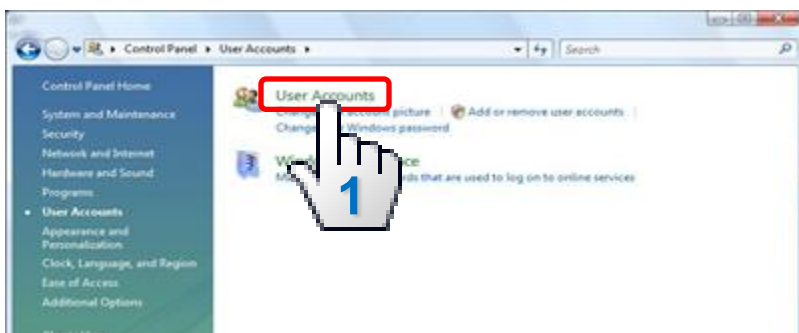 Control Panel User Accounts Search
Control Panel Home
System and Maintenance
Security
Network and Internet
Hardware and Sound
Programs
User Accounts
Appearance and
Personalization
Clock, Language, and Region
Ease of Access
Additional Options
User Accounts
account picture Add or remove user accounts
Windows password
that are used to log on to online services
1